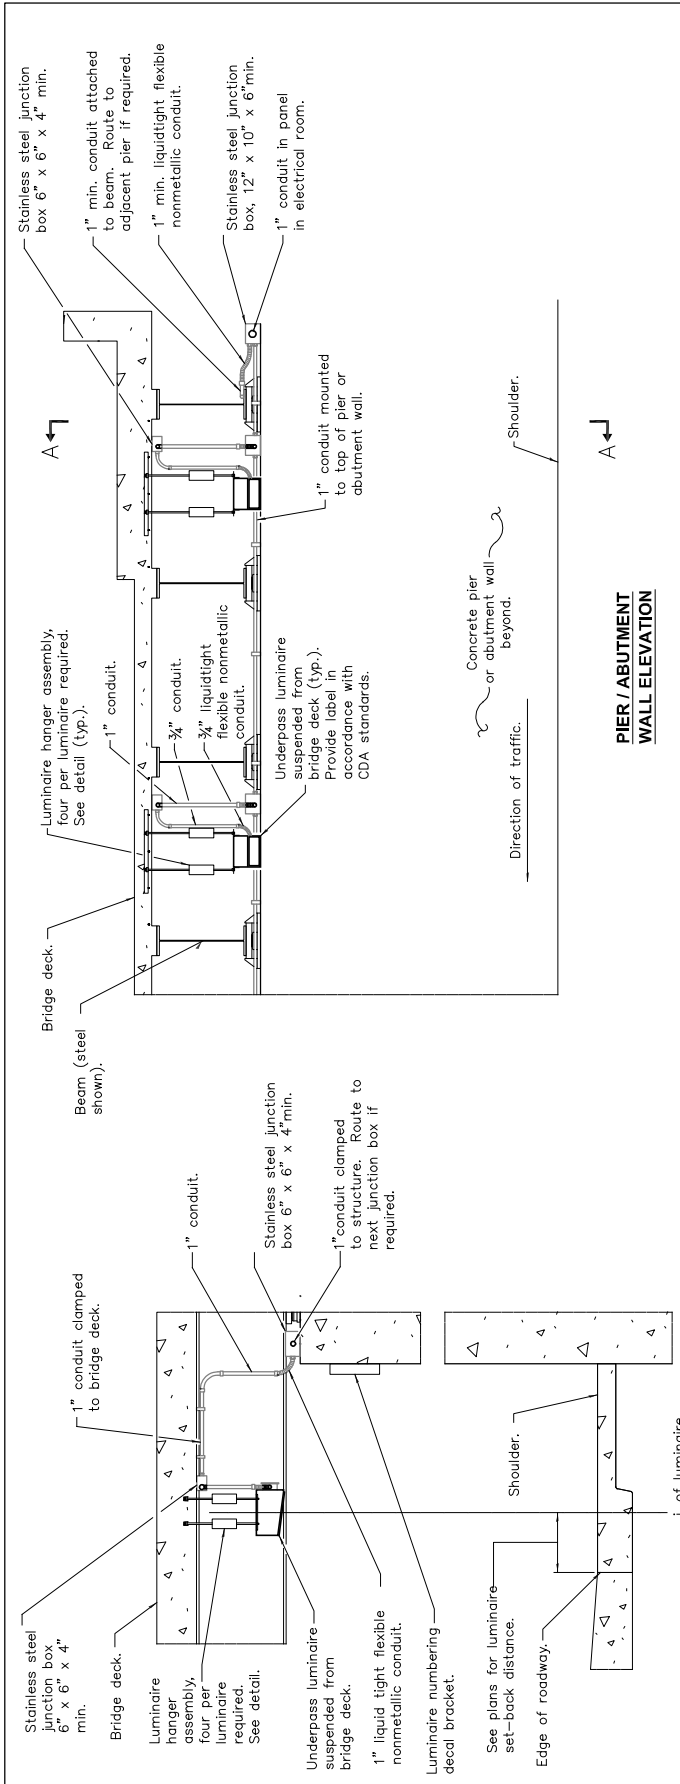 Stainless steel
junction box
6" x 6" x 4"
min.
Bridge deck.
Luminaire
hanger
assembly,
four per
luminaire
required.
See detail.
Underpass luminaire
suspended from
bridge deck.
1" liquid tight flexible
nonmetallic conduit.
Luminaire numbering
decal bracket.
See plans for luminaire
set-back distance.
Edge of roadway.
1" conduit clamped
to bridge deck.
1" conduit.
Stainless steel junction
box 6" x 6" x 4"min.
1"conduit clamped
to structure. Route to
next junction box if
required.
Shoulder.
of luminaire
Bridge deck.
Beam (steel
shown).
Luminaire hanger assembly,
four per luminaire required.
See detail (typ.).
1" conduit.
¾" conduit.
¾" liquidtight
flexible nonmetallic
conduit.
Underpass luminaire
suspended from
bridge deck (typ.).
Provide label in
accordance with
CDA standards.
1" conduit mounted
to top of pier or
abutment wall.
Stainless steel junction
box 6" x 6" x 4" min.
1" min. conduit attached
to beam. Route to
adjacent pier if required.
1" min. liquidtight flexible
nonmetallic conduit.
Stainless steel junction
box, 12" x 10" x 6"min.
1" conduit in panel
in electrical room.
A
A
Shoulder.
Concrete pier
or abutment wall
beyond.
Direction of traffic.
PIER / ABUTMENT
WALL ELEVATION